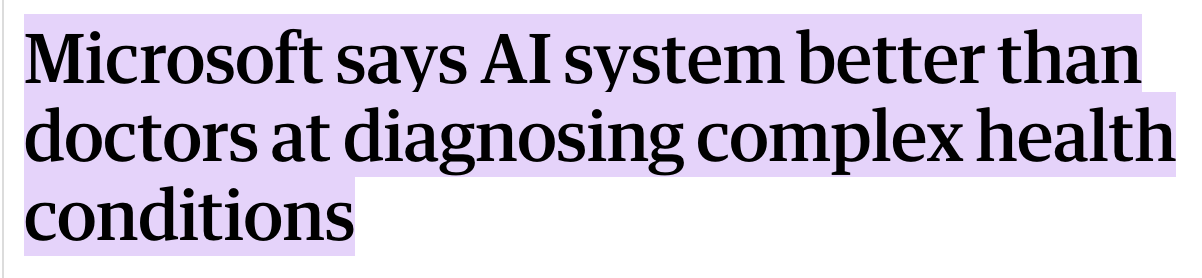 Microsoft says AI system better than
doctors at diagnosing complex health
conditions